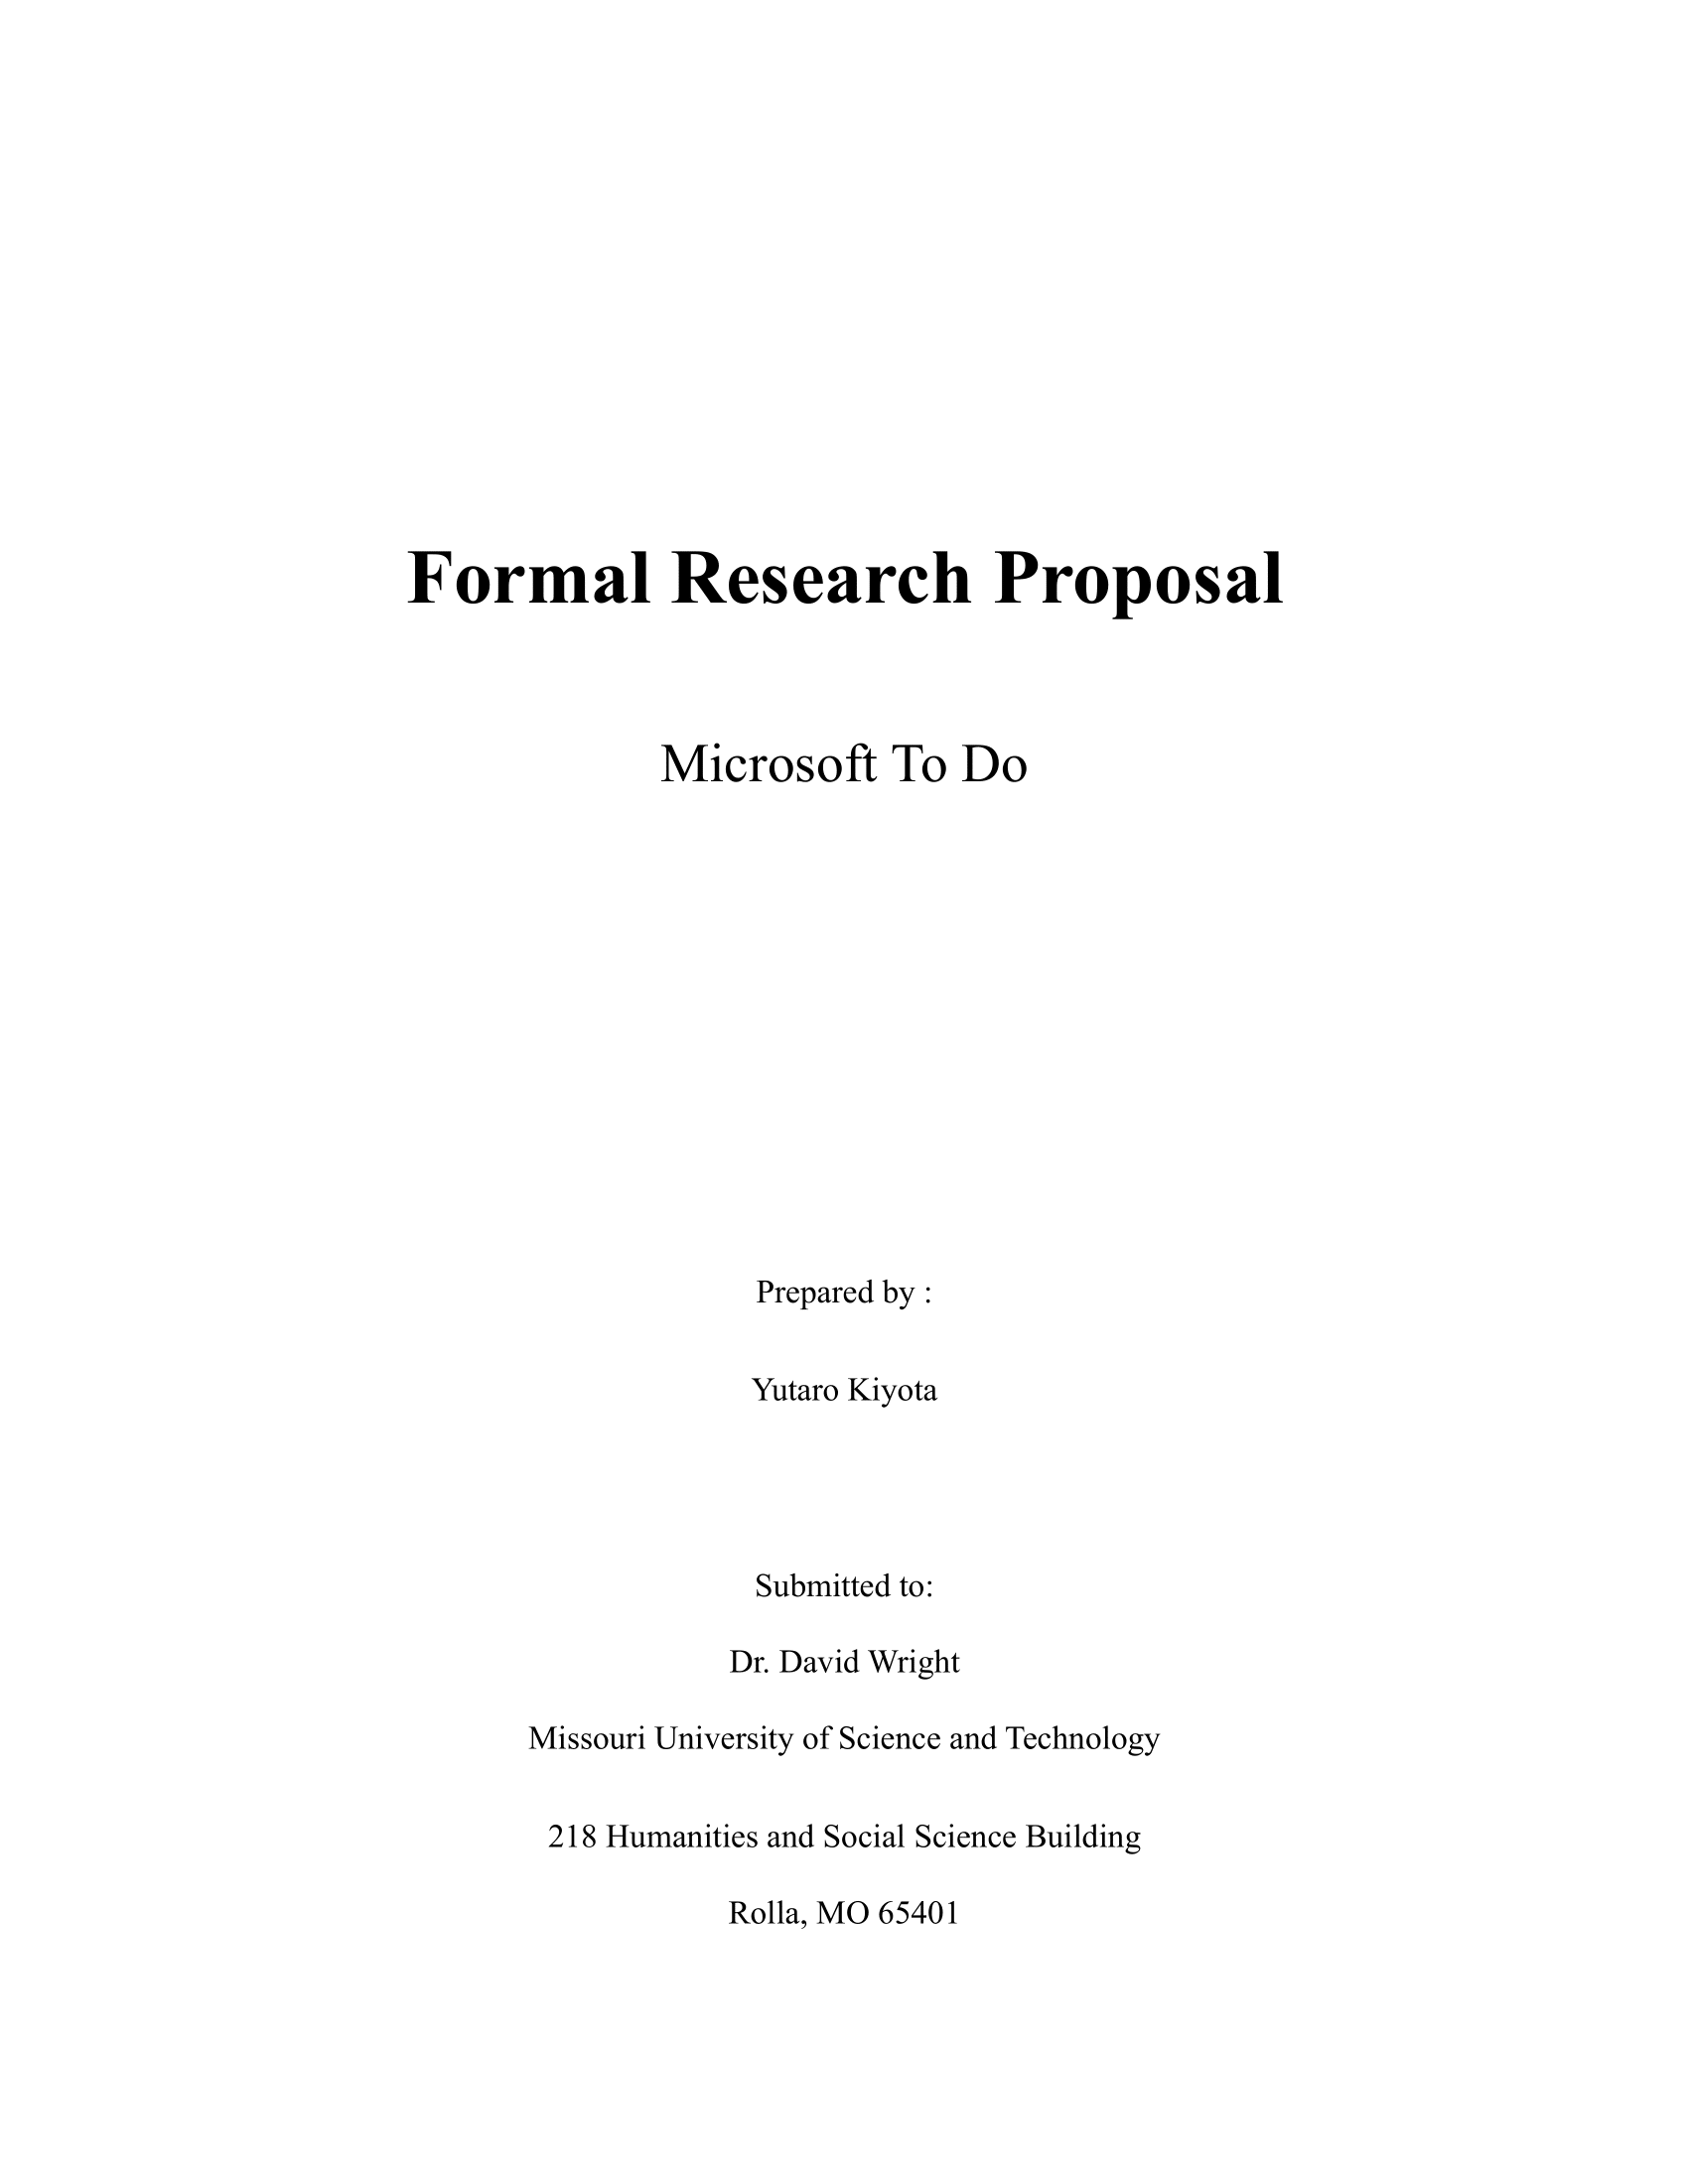 Formal Research Proposal
Microsoft To Do
Prepared by :
Yutaro Kiyota
Submitted to:
Dr. David Wright
Missouri University of Science and Technology
218 Humanities and Social Science Building
Rolla, MO 65401